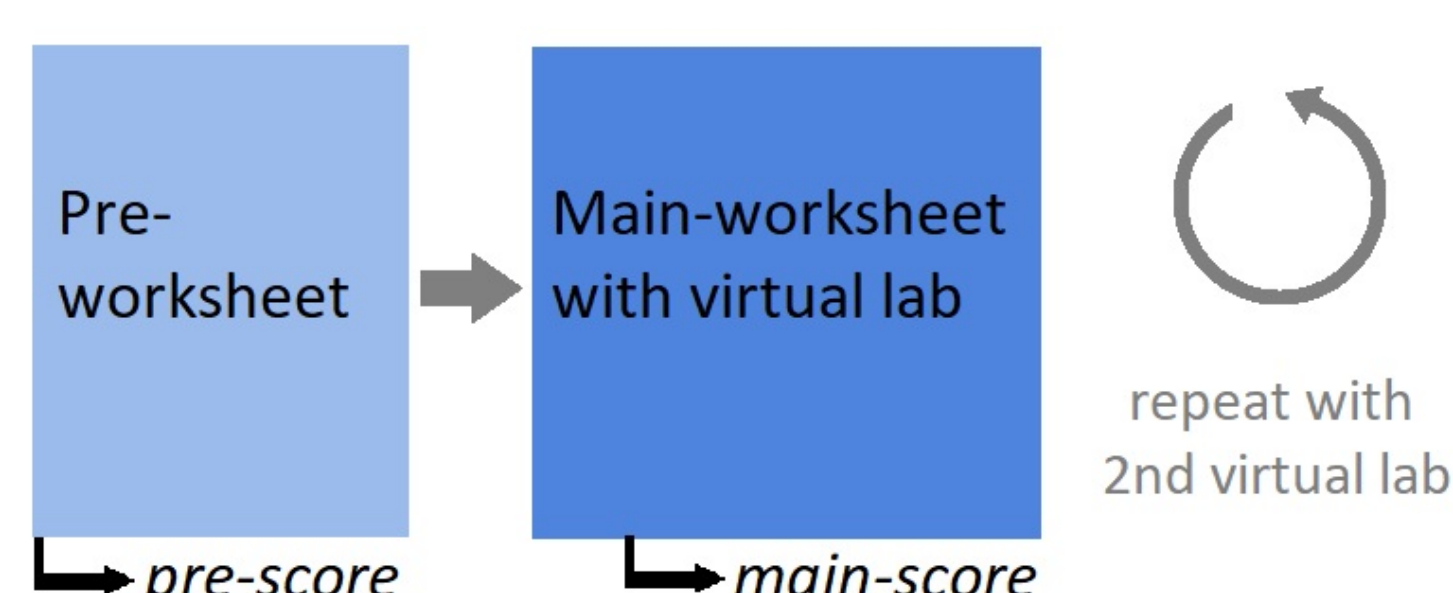 Pre-
worksheet
Main-worksheet
with virtual lab
repeat with
2nd virtual lab
pre-score
main-score